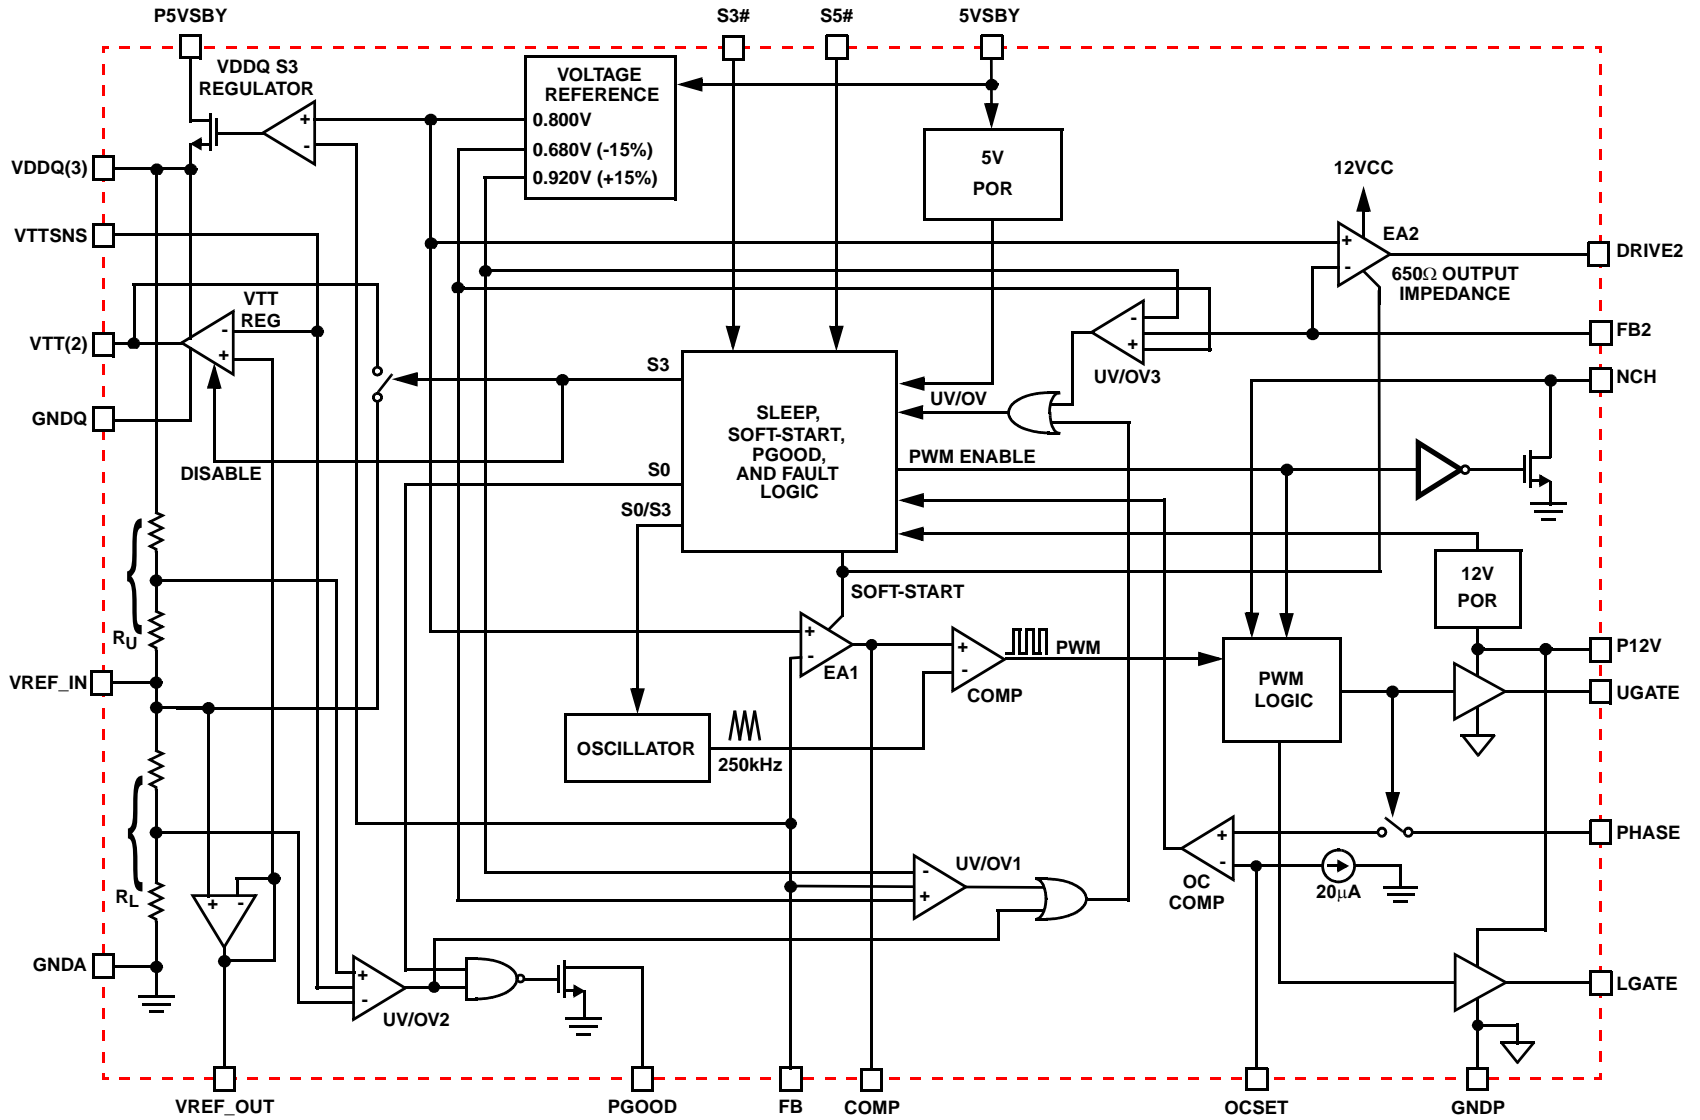 P5VSBY
S3#
S5#
5VSBY
VDDQ S3
REGULATOR
VOLTAGE
REFERENCE
0.800V
0.680V (-15%)
0.920V (+15%)
+
-
5V
POR
12VCC
VDDQ(3)
VTTSNS
+
-
EA2
DRIVE2
650Ω OUTPUT
IMPEDANCE
VTT
REG
-
+
VTT(2)
-
+
UV/OV3
FB2
NCH
S3
UV/OV
GNDQ
DISABLE
SLEEP,
SOFT-START,
PGOOD,
AND FAULT
LOGIC
PWM ENABLE
S0
S0/S3
12V
POR
SOFT-START
RU
+
-
EA1
+
-
COMP
PWM
PWM
LOGIC
P12V
VREF_IN
UGATE
OSCILLATOR
250kHz
PHASE
+
-
OC
COMP
20μA
UV/OV1
-
+
RL
+
-
GNDA
+
-
UV/OV2
LGATE
VREF_OUT
PGOOD
FB
COMP
OCSET
GNDP